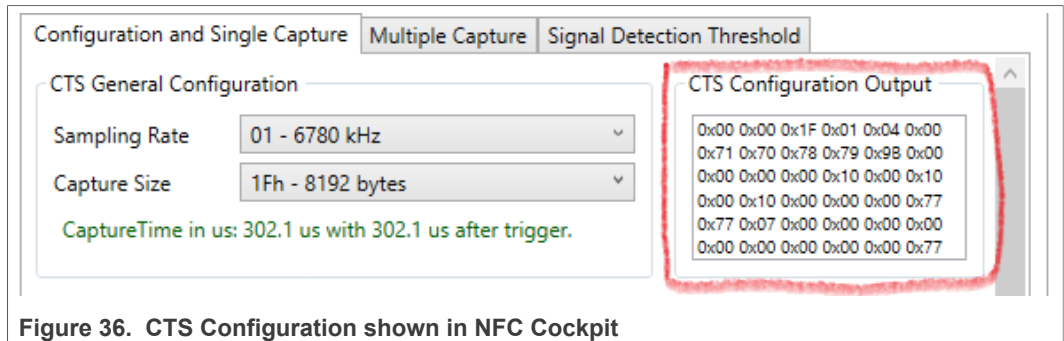 Configuration and Single Capture Multiple Capture Signal Detection Threshold
CTS General Configuration
Sampling Rate 01 - 6780 kHz
Capture Size 1Fh - 8192 bytes
CaptureTime in us: 302.1 us with 302.1 us after trigger.
CTS Configuration Output
0x00 0x00 0x1F 0x01 0x04 0x00
0x71 0x70 0x78 0x79 0x9B 0x00
0x00 0x00 0x00 0x10 0x00 0x10
0x00 0x10 0x00 0x00 0x00 0x77
0x77 0x07 0x00 0x00 0x00 0x00
0x00 0x00 0x00 0x00 0x00 0x77
Figure 36. CTS Configuration shown in NFC Cockpit